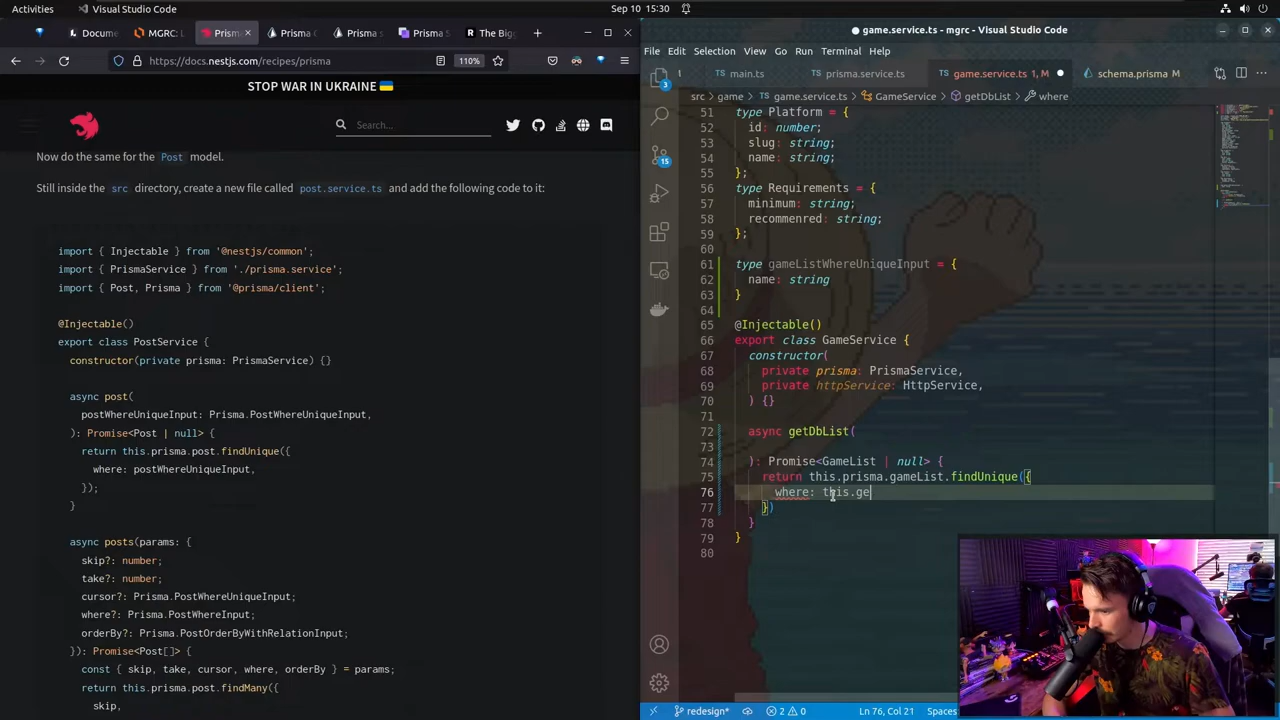 Activities
Visual Studio Code
Sep 10 15:30
Docume
MGRC: L
Prism
Prisma
Prisma s
Prisma
The Big
https://docs.nestjs.com/recipes/prisma
110%
STOP WAR IN UKRAINE
Search...
Now do the same for the Post model.
Still inside the src directory, create a new file called post.service.ts and add the following code to it:
import { Injectable } from '@nestjs/common';
import { PrismaService } from './prisma.service';
import { Post, Prisma } from '@prisma/client';
@Injectable()
export class PostService {
constructor(private prisma: PrismaService) {}
async post(
postWhereUniqueInput: Prisma.PostWhereUniqueInput,
): Promise<Post | null> {
return this.prisma.post.findUnique({
where: postWhereUniqueInput,
});
}
async posts(params: {
skip?: number;
take?: number;
cursor?: Prisma.PostWhereUniqueInput;
where?: Prisma.PostWhereInput;
orderBy?: Prisma.PostOrderByWithRelationInput;
}): Promise<Post[]> {
const { skip, take, cursor, where, orderBy } = params;
return this.prisma.post.findMany({
skip,
game.service.ts - mgrc - Visual Studio Code
File Edit Selection View Go Run Terminal Help
main.ts
prisma.service.ts
game.service.ts 1, M
schema.prisma M
src > game > game.service.ts > GameService > getDbList > where
3
15
51 type Platform = {
52 id: number;
53 slug: string;
54 name: string;
55 };
56 type Requirements = {
57 minimum: string;
58 recommenred: string;
59 };
60
61 type gameListWhereUniqueInput = {
62 name: string
63 }
64
65 @Injectable()
66 export class GameService {
67 constructor(
68 private prisma: PrismaService,
69 private httpService: HttpService,
70 ) {}
71
72 async getDbList(
73
74 ): Promise<GameList | null> {
75 return this.prisma.gameList.findUnique({
76 where: this.ge
77 })
78 }
79 }
80
redesign*
2 0
Ln 76, Col 21
Spaces